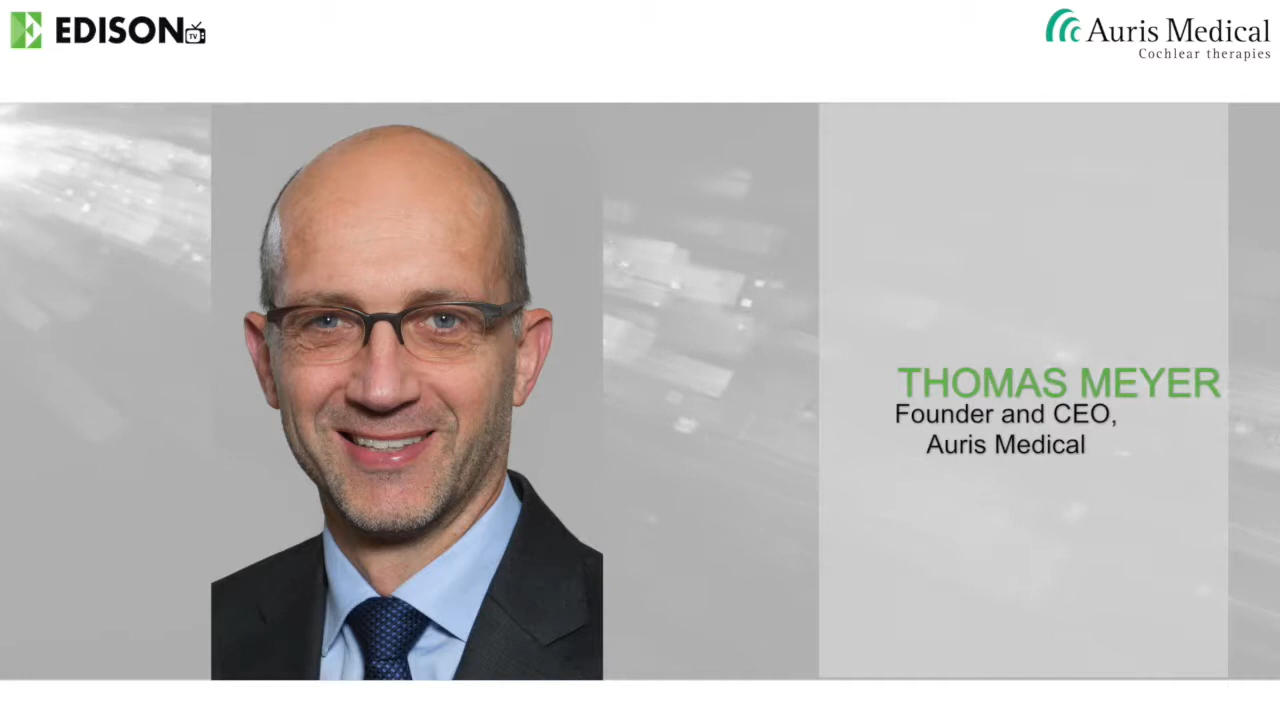 EDISON TV
Auris Medical
Cochlear therapies
THOMAS MEYER
Founder and CEO,
Auris Medical